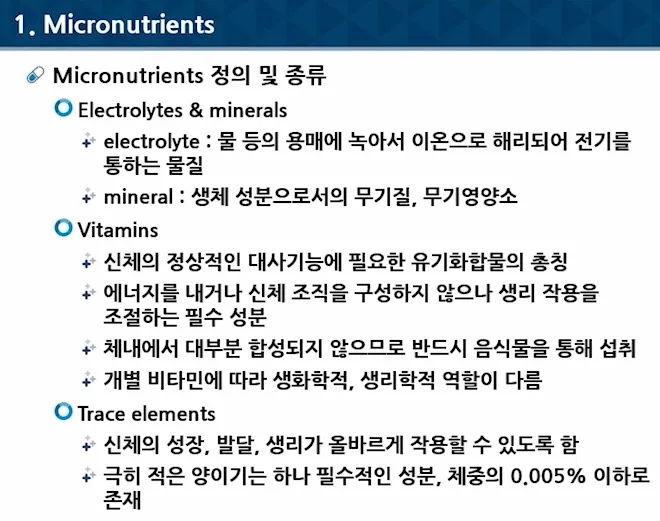 1. Micronutrients
Micronutrients 정의 및 종류
Electrolytes & minerals
electrolyte : 물 등의 용매에 녹아서 이온으로 해리되어 전기를
통하는 물질
mineral : 생체 성분으로서의 무기질, 무기영양소
Vitamins
신체의 정상적인 대사기능에 필요한 유기화합물의 총칭
에너지를 내거나 신체 조직을 구성하지 않으나 생리 작용을
조절하는 필수 성분
체내에서 대부분 합성되지 않으므로 반드시 음식물을 통해 섭취
개별 비타민에 따라 생화학적, 생리학적 역할이 다름
Trace elements
신체의 성장, 발달, 생리가 올바르게 작용할 수 있도록 함
극히 적은 양이기는 하나 필수적인 성분, 체중의 0.005% 이하로
존재